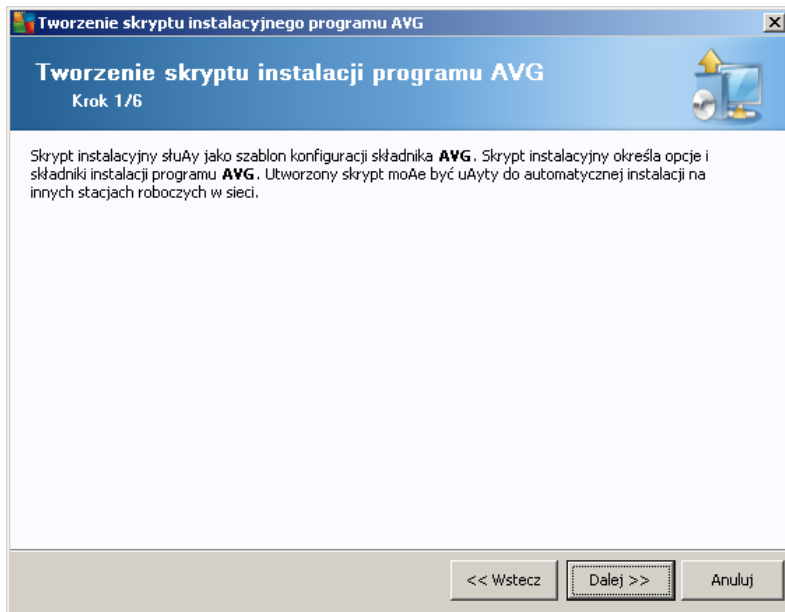 Tworzenie skryptu instalacyjnego programu AVG
Tworzenie skryptu instalacji programu AVG
Krok 1/6
Skrypt instalacyjny służAy jako szablon konfiguracji składnika AVG. Skrypt instalacyjny określa opcje i
składniki instalacji programu AVG. Utworzony skrypt moAe być uAyty do automatycznej instalacji na
innych stacjach roboczych w sieci.
<< Wstecz
Dalej >>
Anuluj